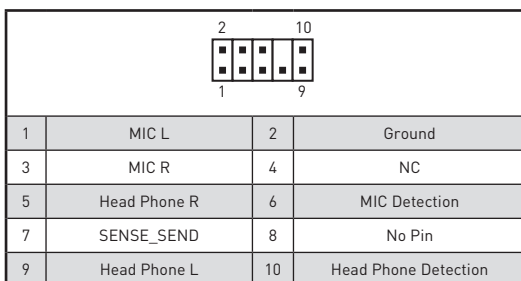 2 10
1 9
1 MIC L 2 Ground
3 MIC R 4 NC
5 Head Phone R 6 MIC Detection
7 SENSE_SEND 8 No Pin
9 Head Phone L 10 Head Phone Detection